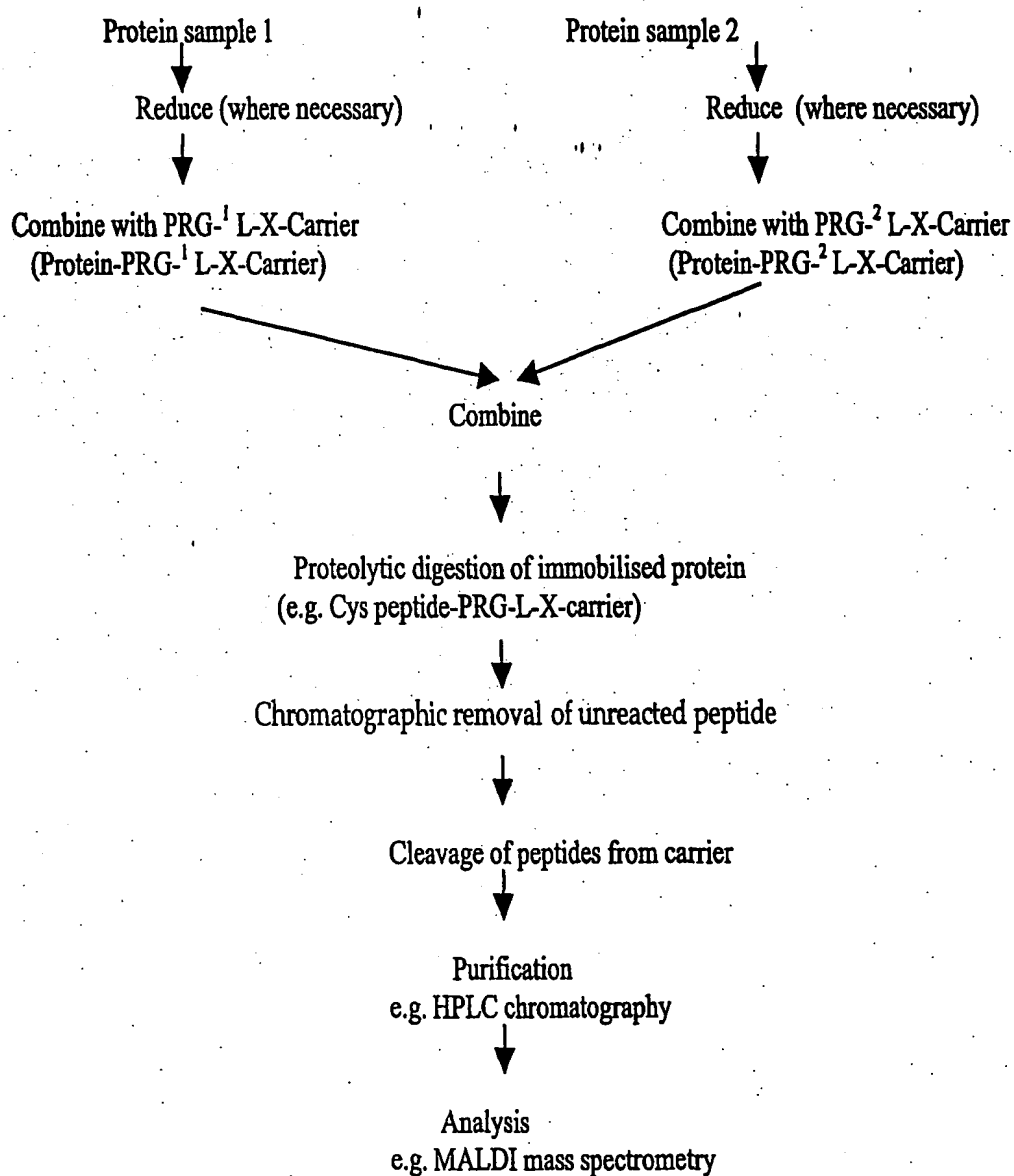 Protein sample 1
Protein sample 2
Reduce (where necessary)
Reduce (where necessary)
Combine with PRG-¹ L-X-Carrier
(Protein-PRG-¹ L-X-Carrier)
Combine with PRG-² L-X-Carrier
(Protein-PRG-² L-X-Carrier)
Combine
Proteolytic digestion of immobilised protein
(e.g. Cys peptide-PRG-L-X-carrier)
Chromatographic removal of unreacted peptide
Cleavage of peptides from carrier
Purification
e.g. HPLC chromatography
Analysis
e.g. MALDI mass spectrometry